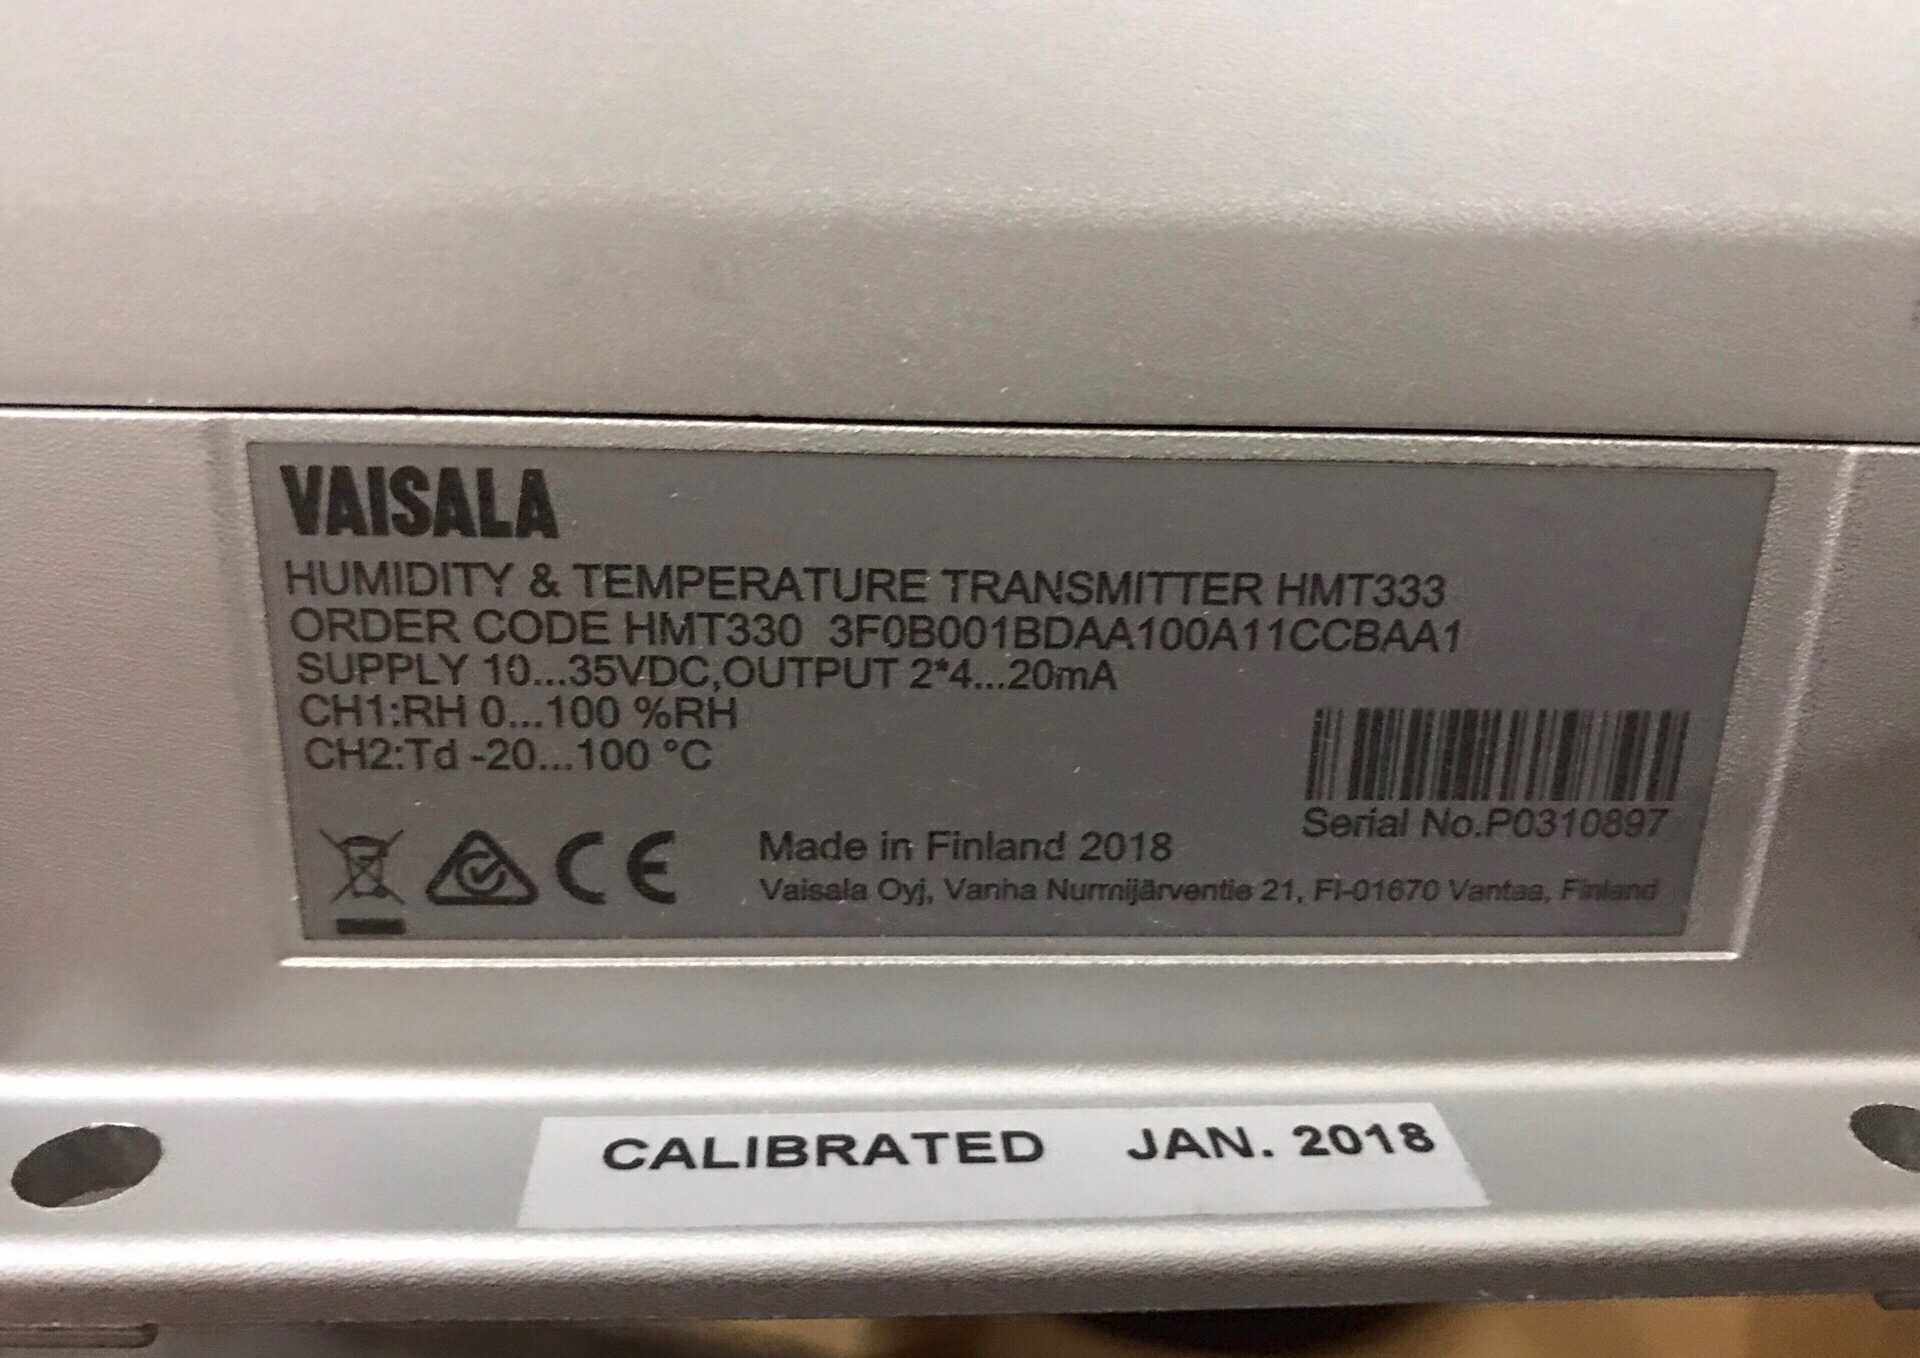 VAISALA
HUMIDITY & TEMPERATURE TRANSMITTER HMT333
ORDER CODE HMT330 3F0B001BDAA100A11CCBAA1
SUPPLY 10...35VDC,OUTPUT 2*4...20mA
CH1:RH 0...100 %RH
CH2:Td -20...100 °C
Serial No.P0310897
CE
Made in Finland 2018
Vaisala Oyj, Vanha Nurmijärventie 21, FI-01670 Vantaa, Finland
CALIBRATED JAN. 2018